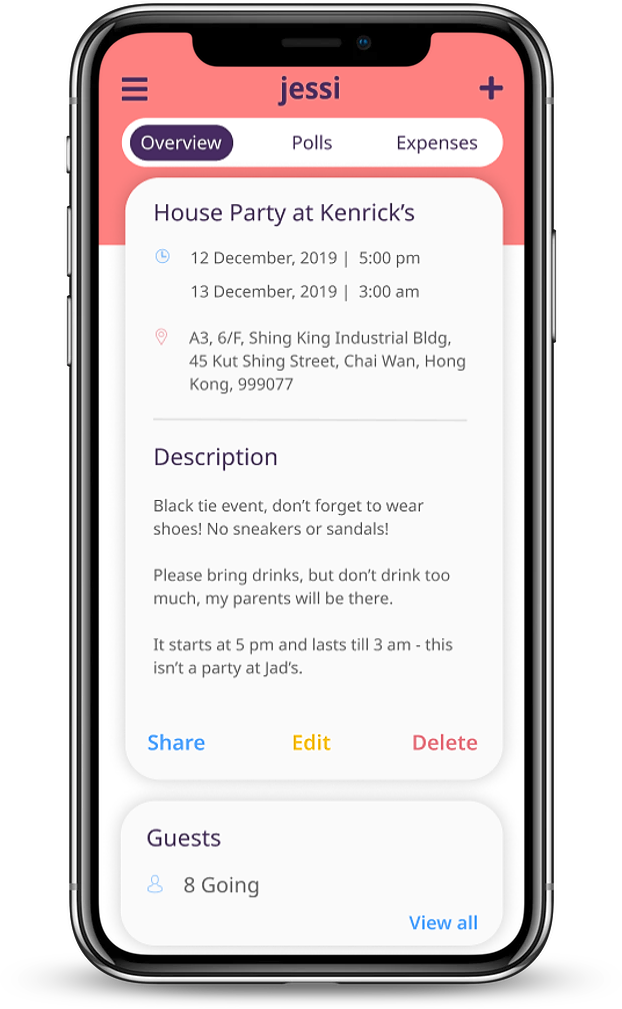 jessi
Overview Polls Expenses
House Party at Kenrick’s
12 December, 2019 | 5:00 pm
13 December, 2019 | 3:00 am
A3, 6/F, Shing King Industrial Bldg,
45 Kut Shing Street, Chai Wan, Hong
Kong, 999077
Description
Black tie event, don’t forget to wear
shoes! No sneakers or sandals!
Please bring drinks, but don’t drink too
much, my parents will be there.
It starts at 5 pm and lasts till 3 am - this
isn’t a party at Jad’s.
Share Edit Delete
Guests
8 Going
View all